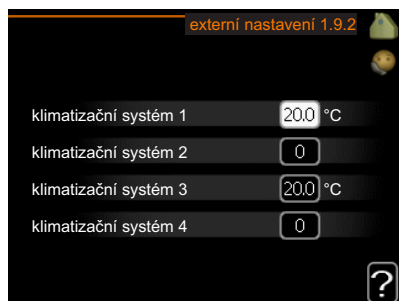 externí nastavení 1.9.2
klimatizační systém 1 20.0 °C
klimatizační systém 2 0
klimatizační systém 3 20.0 °C
klimatizační systém 4 0
?